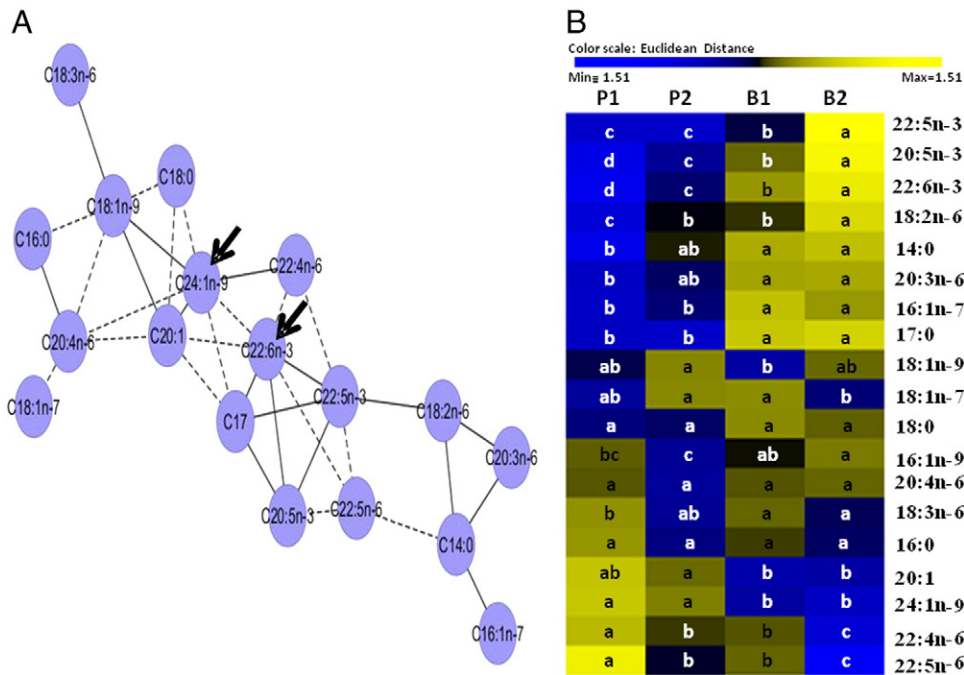 A
C18:3n-6
C18:0
C18:1n-9
C16:0
C24:1n-9
C22:4n-6
C20:4n-6
C20:1
C22:6n-3
C18:1n-7
C22:5n-3
C18:2n-6
C17
C20:3n-6
C20:5n-3
C22:5n-6
C14:0
C16:1n-7
B
Color scale: Euclidean Distance
Min≡ 1.51 Max=1.51
P1 P2 B1 B2
c c b a 22:5n-3
d c b a 20:5n-3
d c b a 22:6n-3
c b b a 18:2n-6
b ab a a 14:0
b ab a a 20:3n-6
b b a a 16:1n-7
b b a a 17:0
ab a b ab 18:1n-9
ab a a b 18:1n-7
a a a a 18:0
bc c ab a 16:1n-9
a a a a 20:4n-6
b ab a a 18:3n-6
a a a a 16:0
ab a b b 20:1
a a b b 24:1n-9
a b b c 22:4n-6
a b b c 22:5n-6